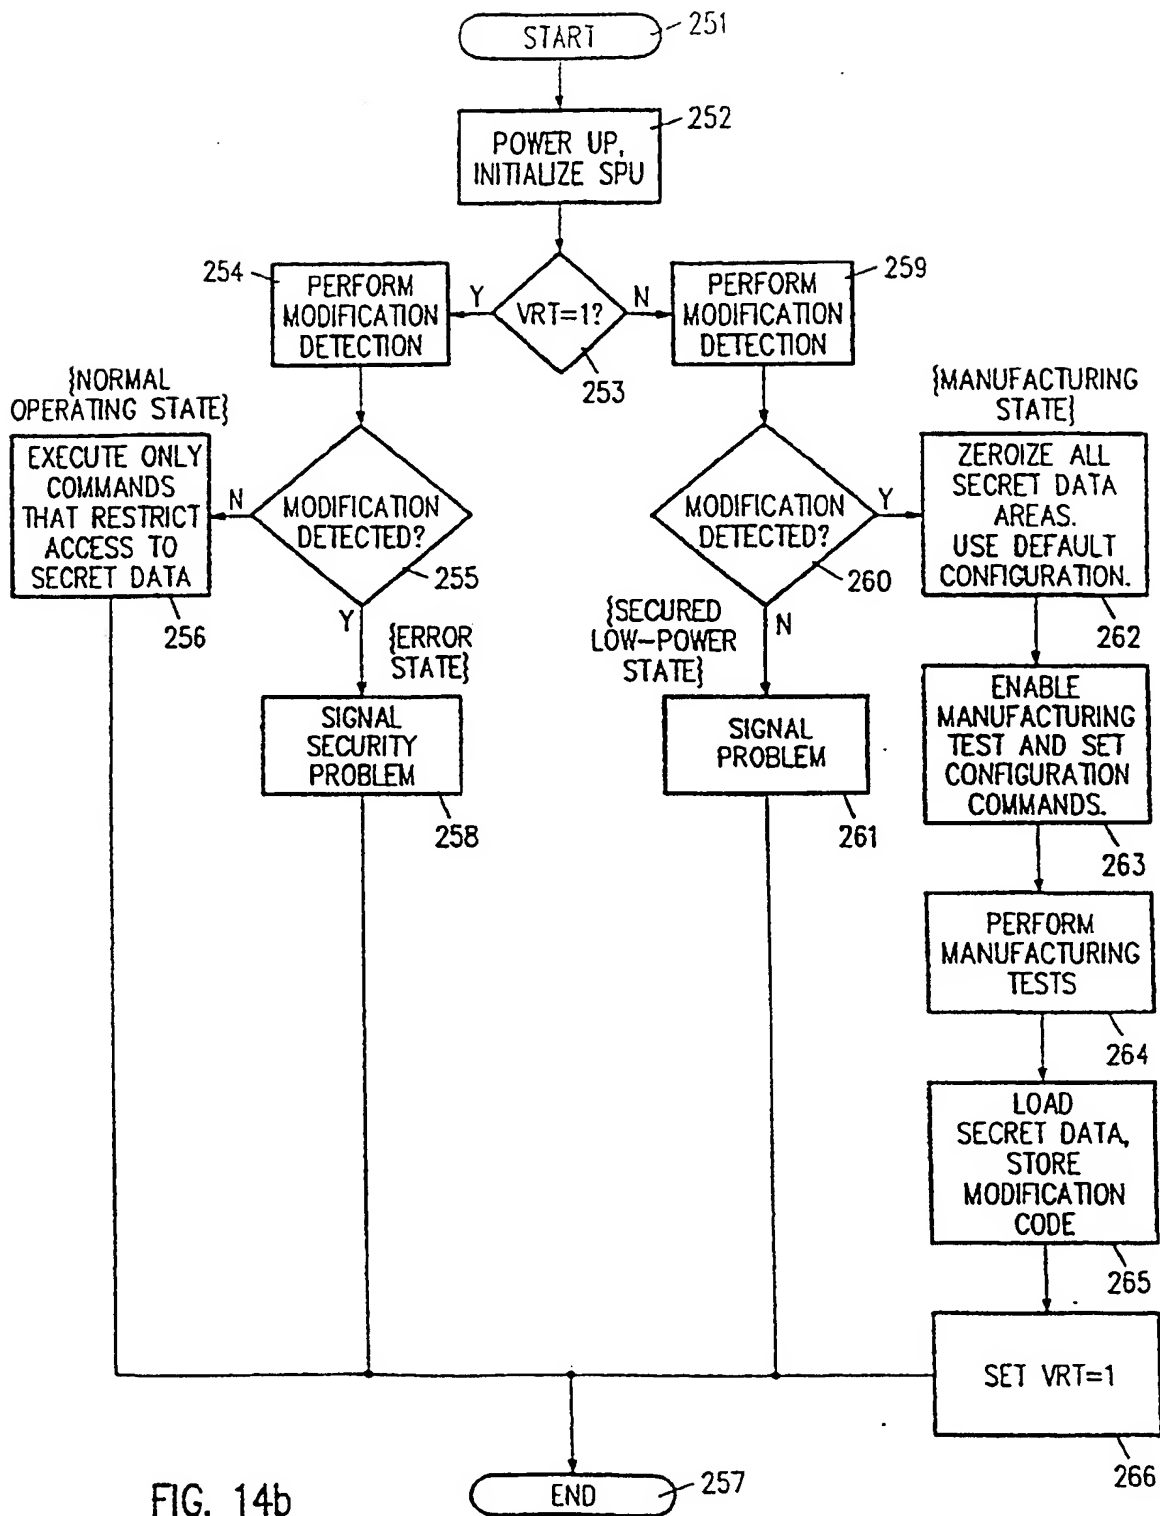 START
251
POWER UP,
INITIALIZE SPU
252
VRT=1?
253
Y
N
254
PERFORM
MODIFICATION
DETECTION
259
PERFORM
MODIFICATION
DETECTION
{NORMAL
OPERATING STATE}
EXECUTE ONLY
COMMANDS
THAT RESTRICT
ACCESS TO
SECRET DATA
256
N
MODIFICATION
DETECTED?
255
Y
{ERROR
STATE}
SIGNAL
SECURITY
PROBLEM
258
MODIFICATION
DETECTED?
260
N
{SECURED
LOW-POWER
STATE}
SIGNAL
PROBLEM
261
Y
{MANUFACTURING
STATE}
ZEROIZE ALL
SECRET DATA
AREAS.
USE DEFAULT
CONFIGURATION.
262
ENABLE
MANUFACTURING
TEST AND SET
CONFIGURATION
COMMANDS.
263
PERFORM
MANUFACTURING
TESTS
264
LOAD
SECRET DATA,
STORE
MODIFICATION
CODE
265
SET VRT=1
266
END
257
FIG. 14b